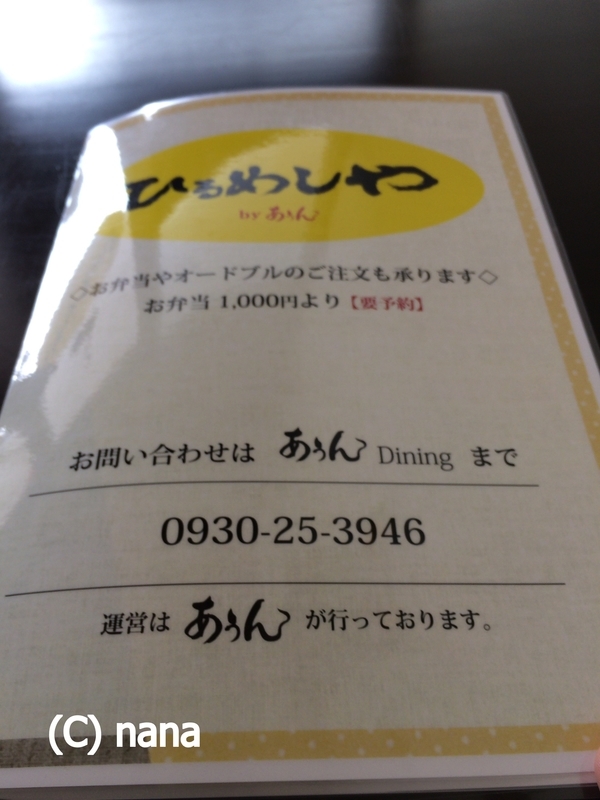 ひるめしや
by あうん
◇お弁当やオードブルのご注文も承ります◇
お弁当 1,000円より【要予約】
お問い合わせは あうん Dining まで
0930-25-3946
運営は あうん が行っております。
(C) nana